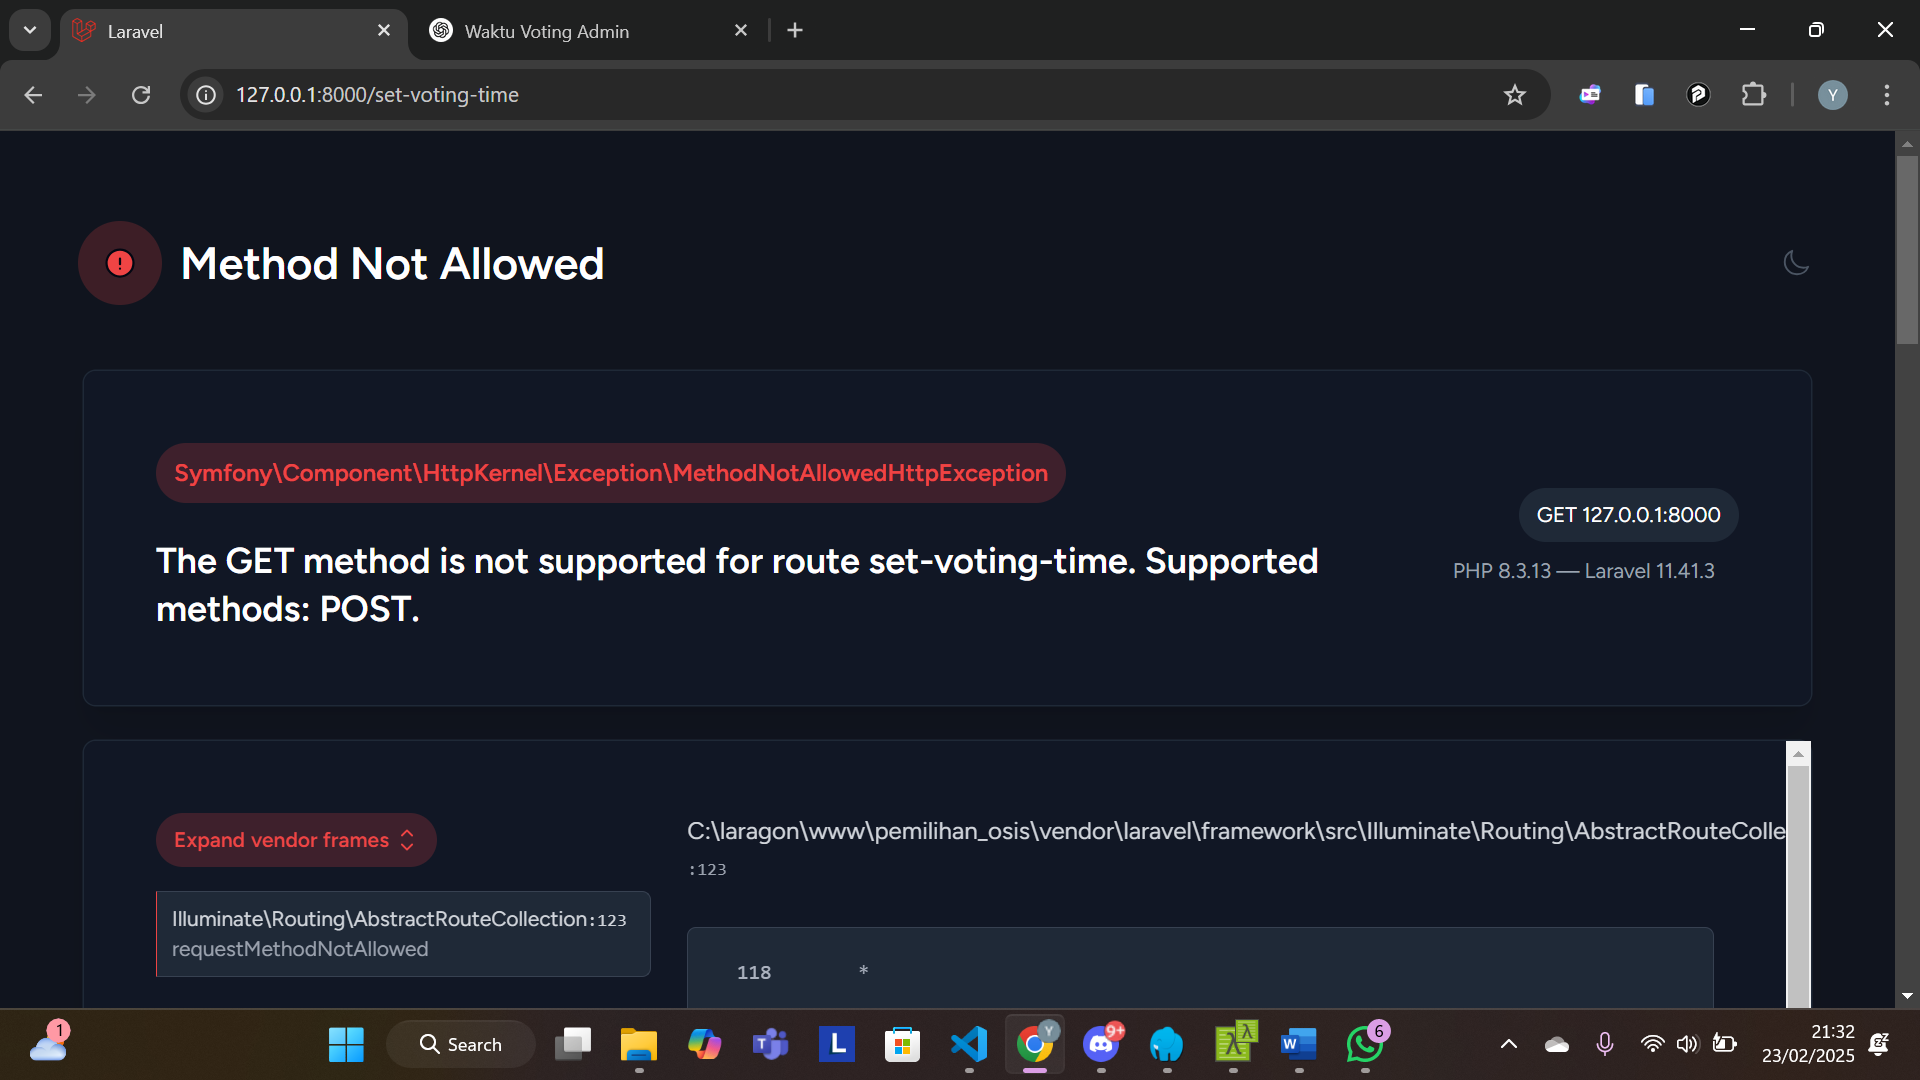 Laravel
Waktu Voting Admin
127.0.0.1:8000/set-voting-time
Y
Method Not Allowed
Symfony\Component\HttpKernel\Exception\MethodNotAllowedHttpException
The GET method is not supported for route set-voting-time. Supported
methods: POST.
GET 127.0.0.1:8000
PHP 8.3.13 — Laravel 11.41.3
Expand vendor frames
Illuminate\Routing\AbstractRouteCollection:123
requestMethodNotAllowed
C:\laragon\www\pemilihan_osis\vendor\laravel\framework\src\Illuminate\Routing\AbstractRouteColle
:123
118 *
1
Search
L
Y
9+
W
6
21:32
23/02/2025